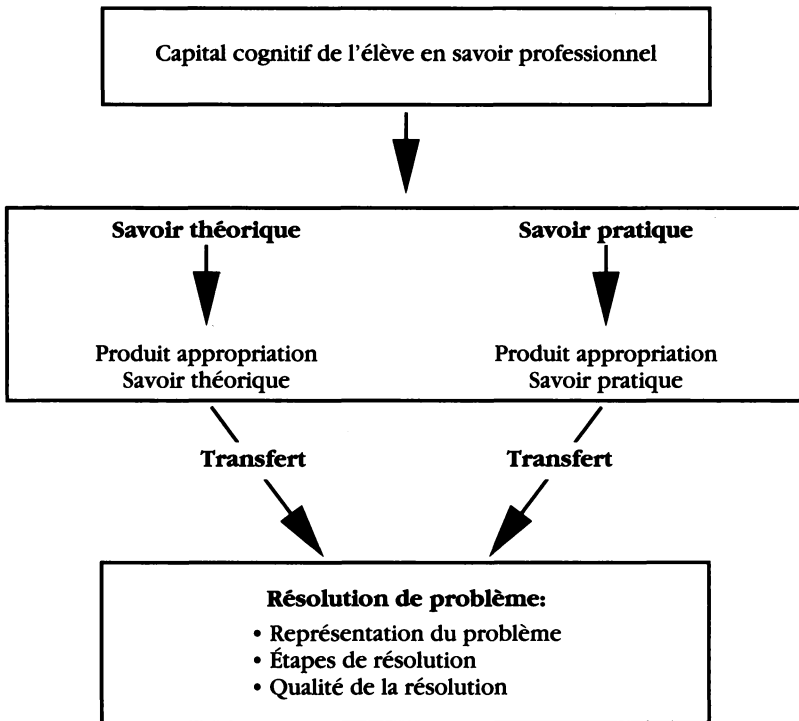 Capital cognitif de l'élève en savoir professionnel
Savoir théorique
Savoir pratique
Produit appropriation
Savoir théorique
Produit appropriation
Savoir pratique
Transfert
Transfert
Résolution de problème:
• Représentation du problème
• Étapes de résolution
• Qualité de la résolution